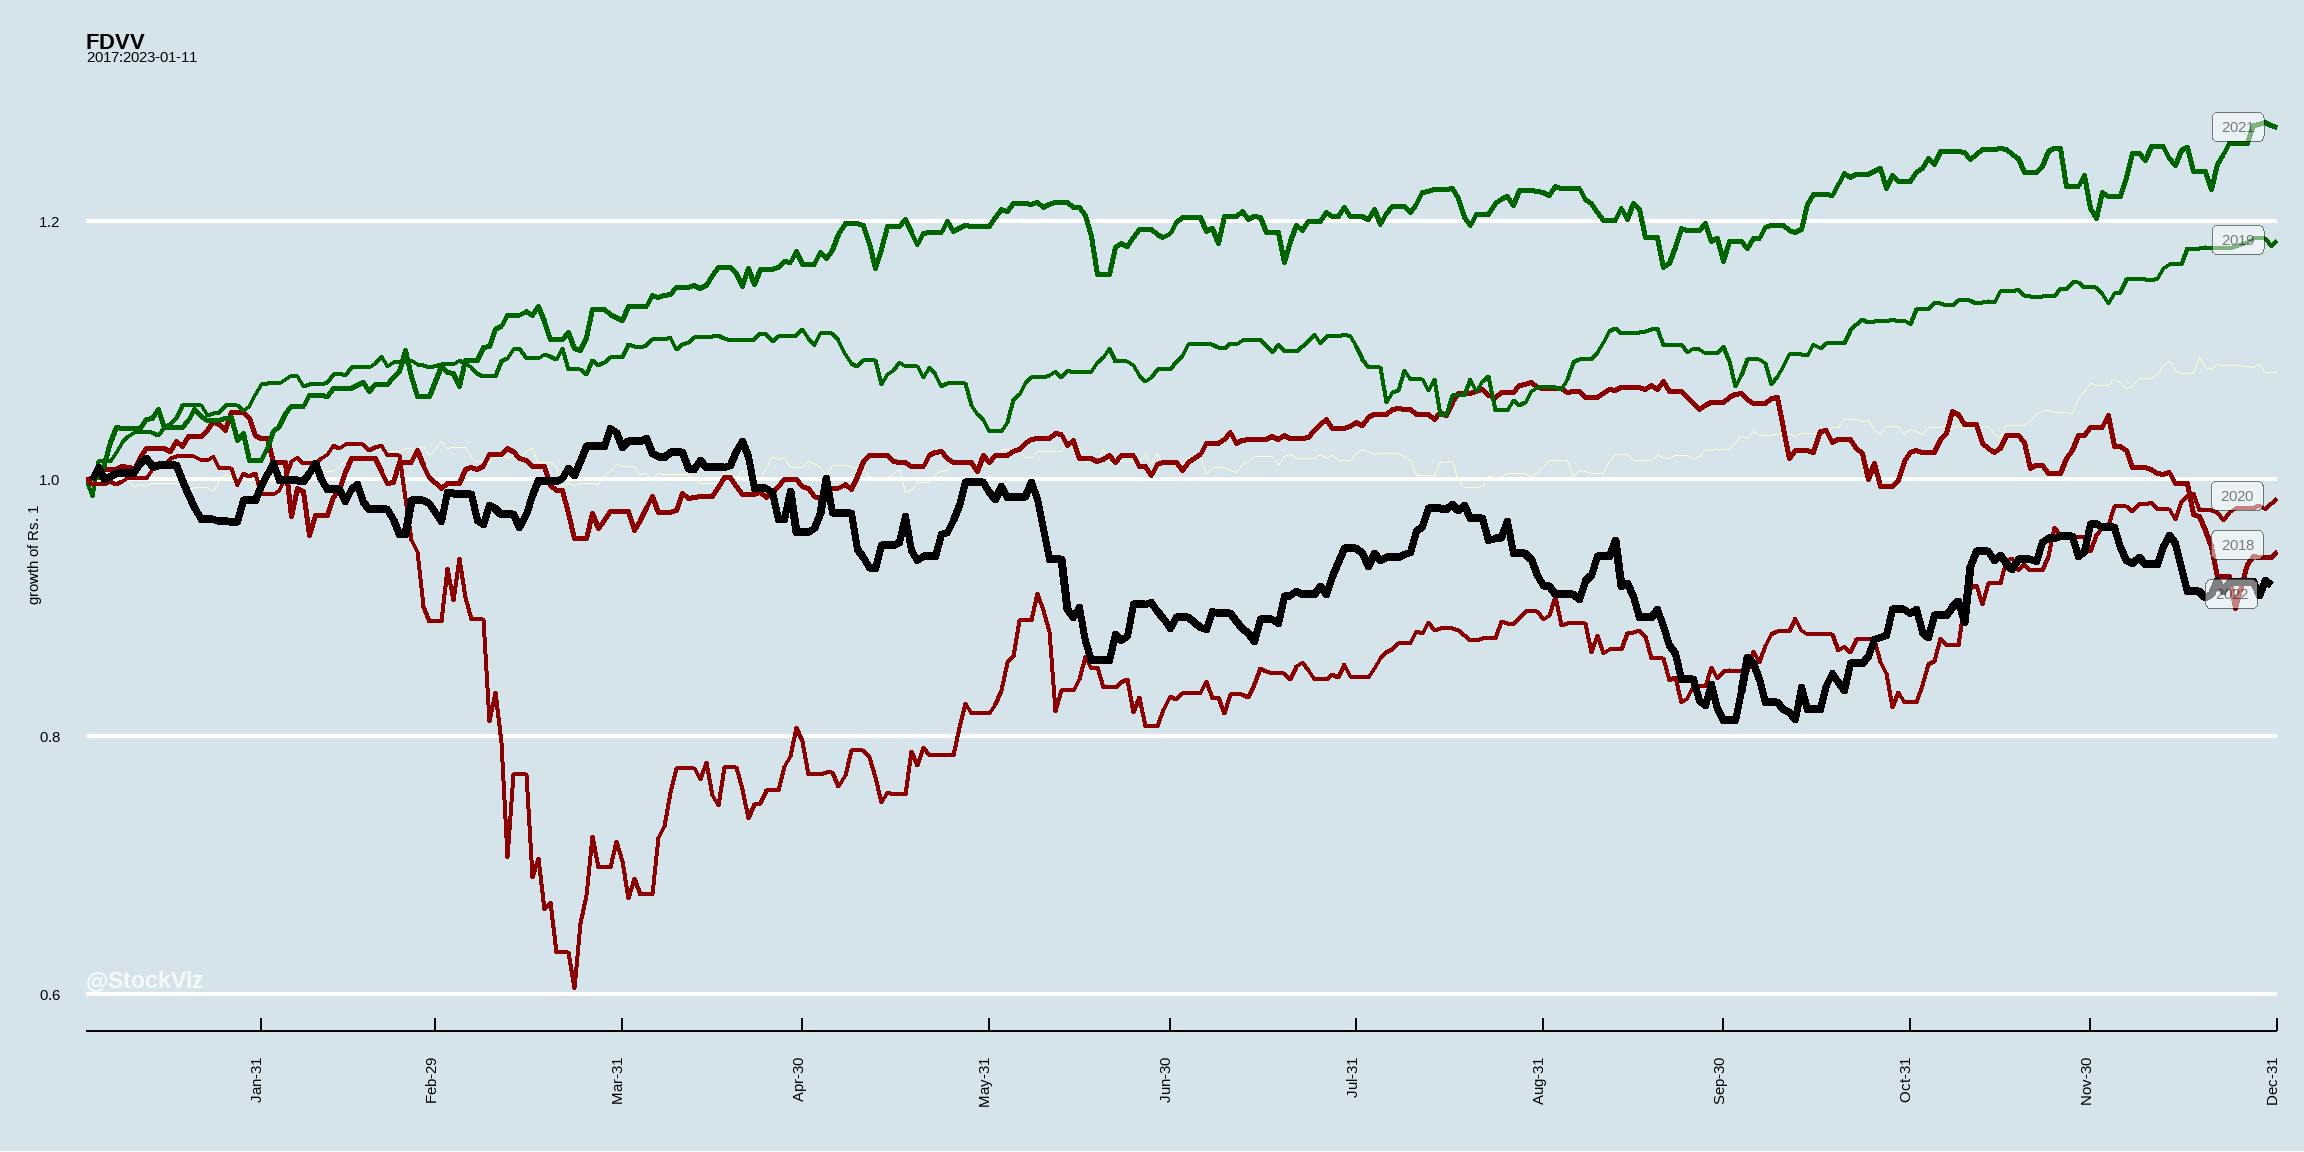 FDVV
2017:2023-01-11
2021
1.2
2019
1.0
2020
growth of Rs. 1
2018
2022
0.8
@StockViz
0.6
Jan-31
Feb-29
Mar-31
Apr-30
May-31
Jun-30
Jul-31
Aug-31
Sep-30
Oct-31
Nov-30
Dec-31